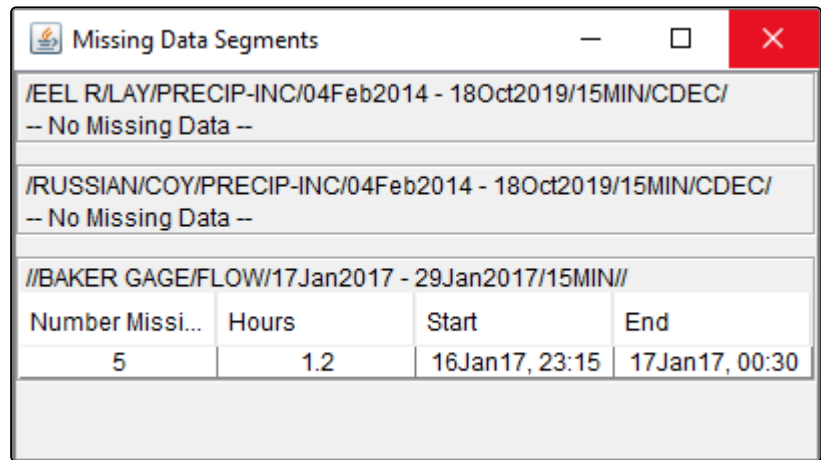 Missing Data Segments
/EEL R/LAY/PRECIP-INC/04Feb2014 - 18Oct2019/15MIN/CDEC/
-- No Missing Data --
/RUSSIAN/COY/PRECIP-INC/04Feb2014 - 18Oct2019/15MIN/CDEC/
-- No Missing Data --
//BAKER GAGE/FLOW/17Jan2017 - 29Jan2017/15MIN//
Number Missi... Hours Start End
5 1.2 16Jan17, 23:15 17Jan17, 00:30